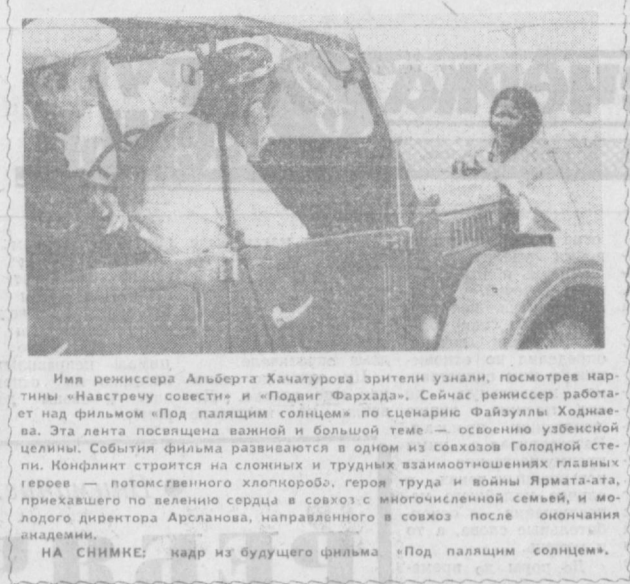 Имя режиссера Альберта Хачатурова зрители узнали, посмотрев кар-
тины «Навстречу совести» и «Подвиг Фархада». Сейчас режиссер работа-
ет над фильмом «Под палящим солнцем» по сценарию Файзуллы Ходжае-
ва. Эта лента посвящена важной и большой теме — освоению узбекской
целины. События фильма развиваются в одном из совхозов Голодной сте-
пи. Конфликт строится на сложных и трудных взаимоотношениях главных
героев — потомственного хлопкороба, героя труда и войны Ярмата-ата,
приехавшего по велению сердца в совхоз с многочисленной семьей, и мо-
лодого директора Арсланова, направленного в совхоз после окончания
академии.
НА СНИМКЕ: кадр из будущего фильма «Под палящим солнцем».